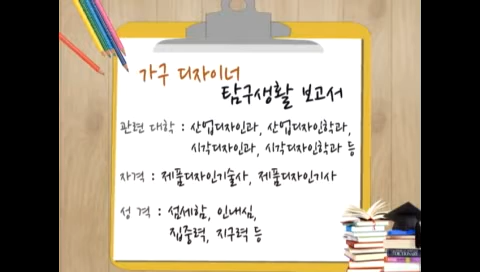 가구 디자이너
탐구생활 보고서
관련 대학 : 산업디자인과, 산업디자인학과,
시각디자인과, 시각디자인학과 등
자격 : 제품디자인기술사, 제품디자인기사
성격 : 섬세함, 인내심,
집중력, 지구력 등